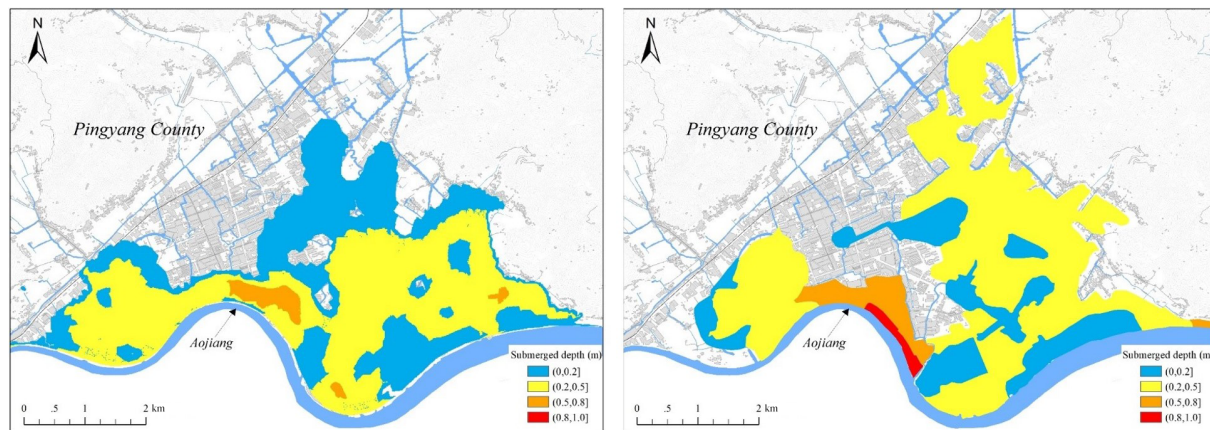 N
Pingyang County
Aojiang
Submerged depth (m)
(0,0.2]
(0.2,0.5]
(0.5,0.8]
(0.8,1.0]
0 .5 1 2 km
N
Pingyang County
Aojiang
Submerged depth (m
(0,0.2]
(0.2,0.5]
(0.5,0.8]
(0.8,1.0]
0 .5 1 2 km